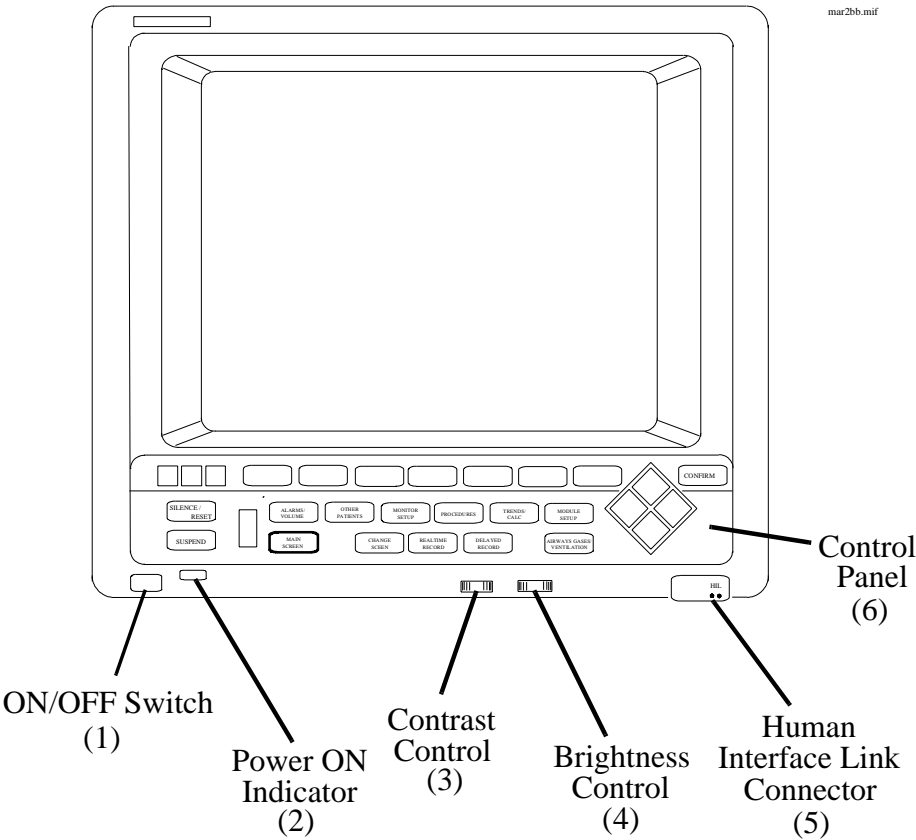 mar2bb.mif
CONFIRM
SILENCE /
RESET
ALARMS/
VOLUME
OTHER
PATIENTS
MONITOR
SETUP
PROCEDURES
TRENDS/
CALC
MODULE
SETUP
SUSPEND
MAIN
SCREEN
CHANGE
SCEEN
REALTIME
RECORD
DELAYED
RECORD
AIRWAYS GASES/
VENTILATION
HIL
Control
Panel
(6)
ON/OFF Switch
(1)
Power ON
Indicator
(2)
Contrast
Control
(3)
Brightness
Control
(4)
Human
Interface Link
Connector
(5)